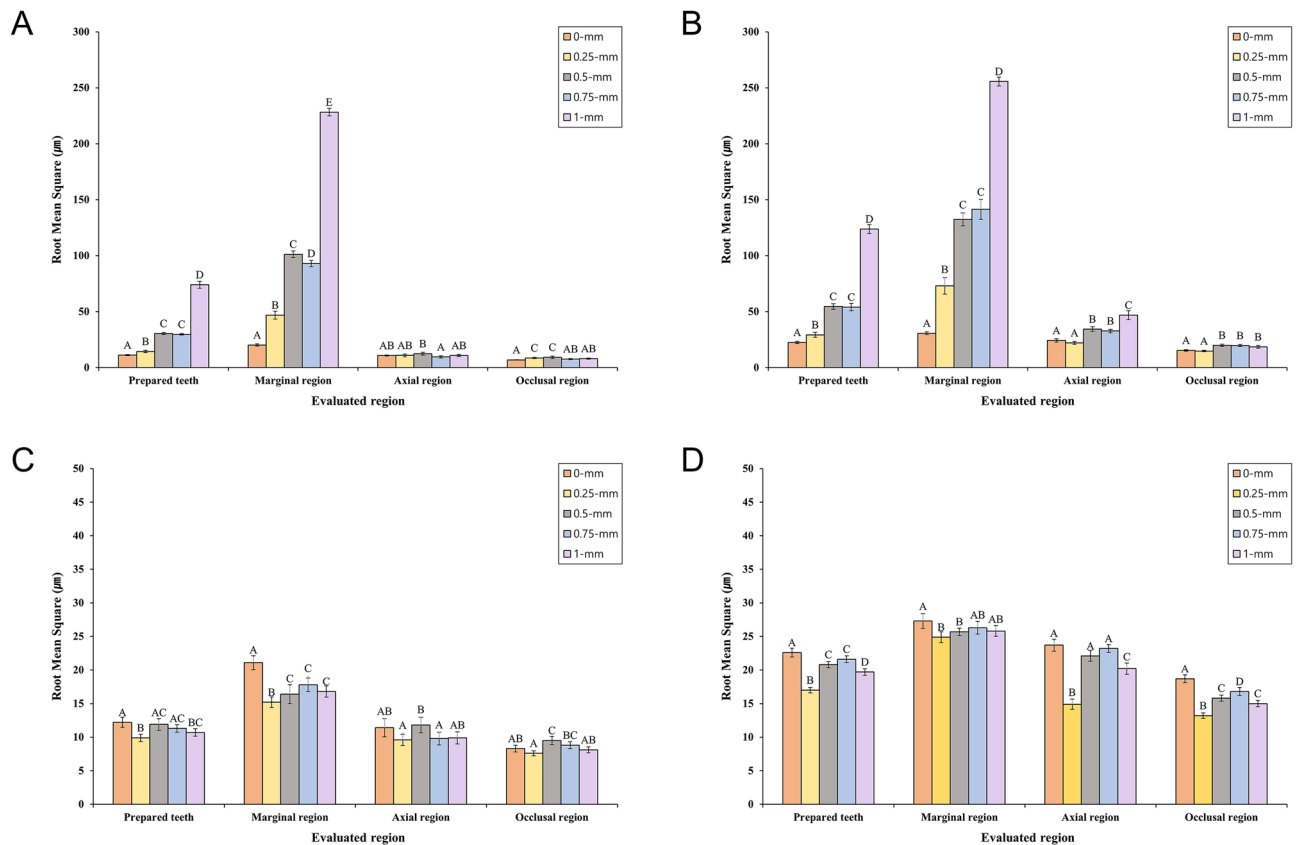 A
300
250
200
150
100
50
0
Root Mean Square (㎛)
0-mm
0.25-mm
0.5-mm
0.75-mm
1-mm
A B C C D
A B C D E
AB AB B A AB
A C C AB AB
Prepared teeth Marginal region Axial region Occlusal region
Evaluated region
B
300
250
200
150
100
50
0
Root Mean Square (㎛)
0-mm
0.25-mm
0.5-mm
0.75-mm
1-mm
A B C C D
A B C C D
A A B B C
A A B B B
Prepared teeth Marginal region Axial region Occlusal region
Evaluated region
C
50
45
40
35
30
25
20
15
10
5
0
Root Mean Square (㎛)
0-mm
0.25-mm
0.5-mm
0.75-mm
1-mm
A B AC AC BC
A B C C C
AB A B A AB
AB A C BC AB
Prepared teeth Marginal region Axial region Occlusal region
Evaluated region
D
50
45
40
35
30
25
20
15
10
5
0
Root Mean Square (㎛)
0-mm
0.25-mm
0.5-mm
0.75-mm
1-mm
A B C C D
A B B AB AB
A B A A C
A B C D C
Prepared teeth Marginal region Axial region Occlusal region
Evaluated region